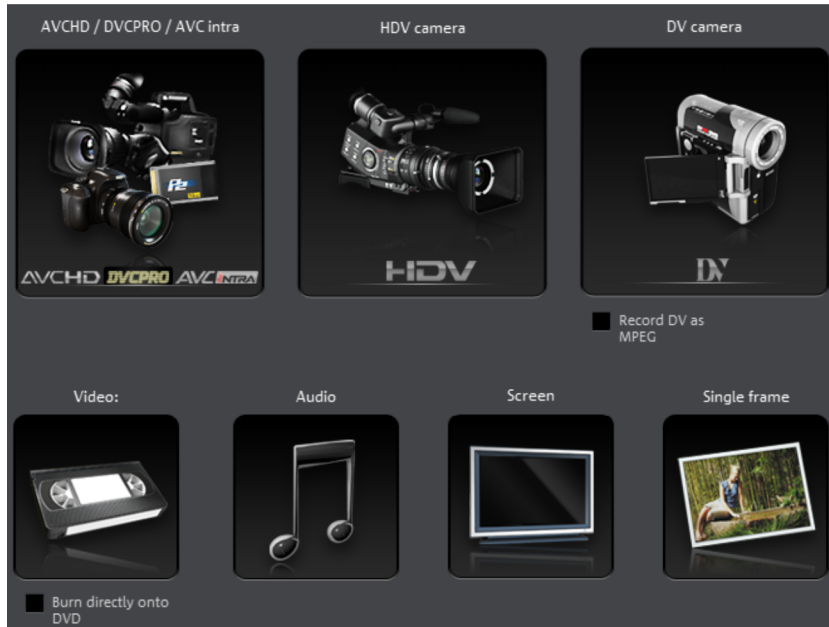 AVCHD / DVCPRO / AVC intra
HDV camera
DV camera
P2
AVCHD DVCPRO AVC INTRA
HDV
DV
Record DV as
MPEG
Video:
Audio
Screen
Single frame
Burn directly onto
DVD